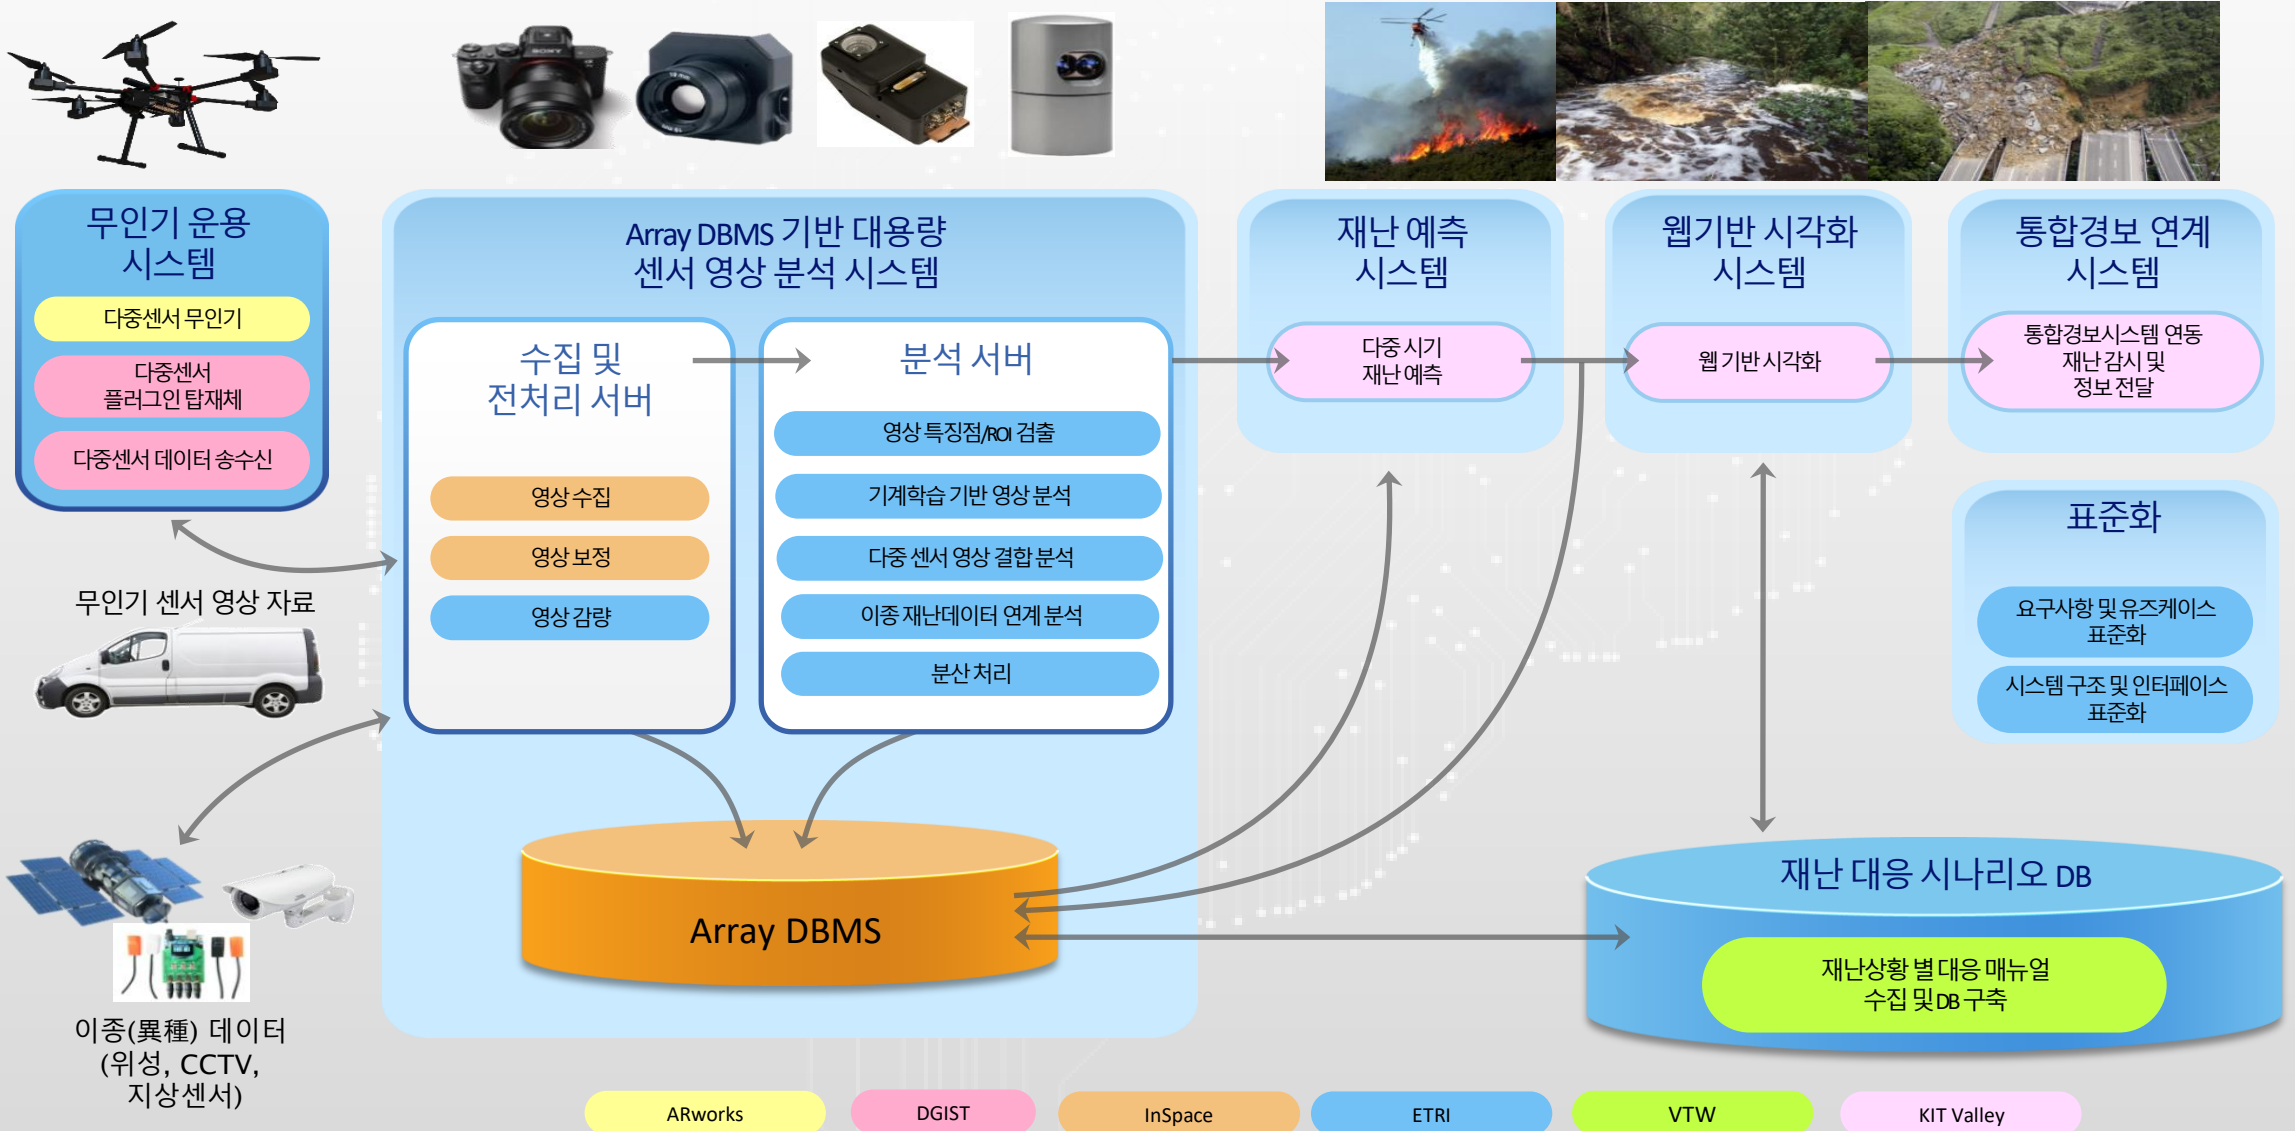 SONY
무인기 운용
시스템
다중센서 무인기
다중센서
플러그인 탑재체
다중센서 데이터 송수신
무인기 센서 영상 자료
이종(異種) 데이터
(위성, CCTV,
지상센서)
Array DBMS 기반 대용량
센서 영상 분석 시스템
수집 및
전처리 서버
영상 수집
영상 보정
영상 감량
분석 서버
영상 특징점/ROI 검출
기계학습 기반 영상 분석
다중 센서 영상 결합 분석
이종 재난데이터 연계 분석
분산 처리
Array DBMS
재난 예측
시스템
다중 시기
재난 예측
웹기반 시각화
시스템
웹 기반 시각화
통합경보 연계
시스템
통합경보시스템 연동
재난 감시 및
정보 전달
표준화
요구사항 및 유즈케이스
표준화
시스템 구조 및 인터페이스
표준화
재난 대응 시나리오 DB
재난상황 별 대응 매뉴얼
수집 및 DB 구축
ARworks
DGIST
InSpace
ETRI
VTW
KIT Valley